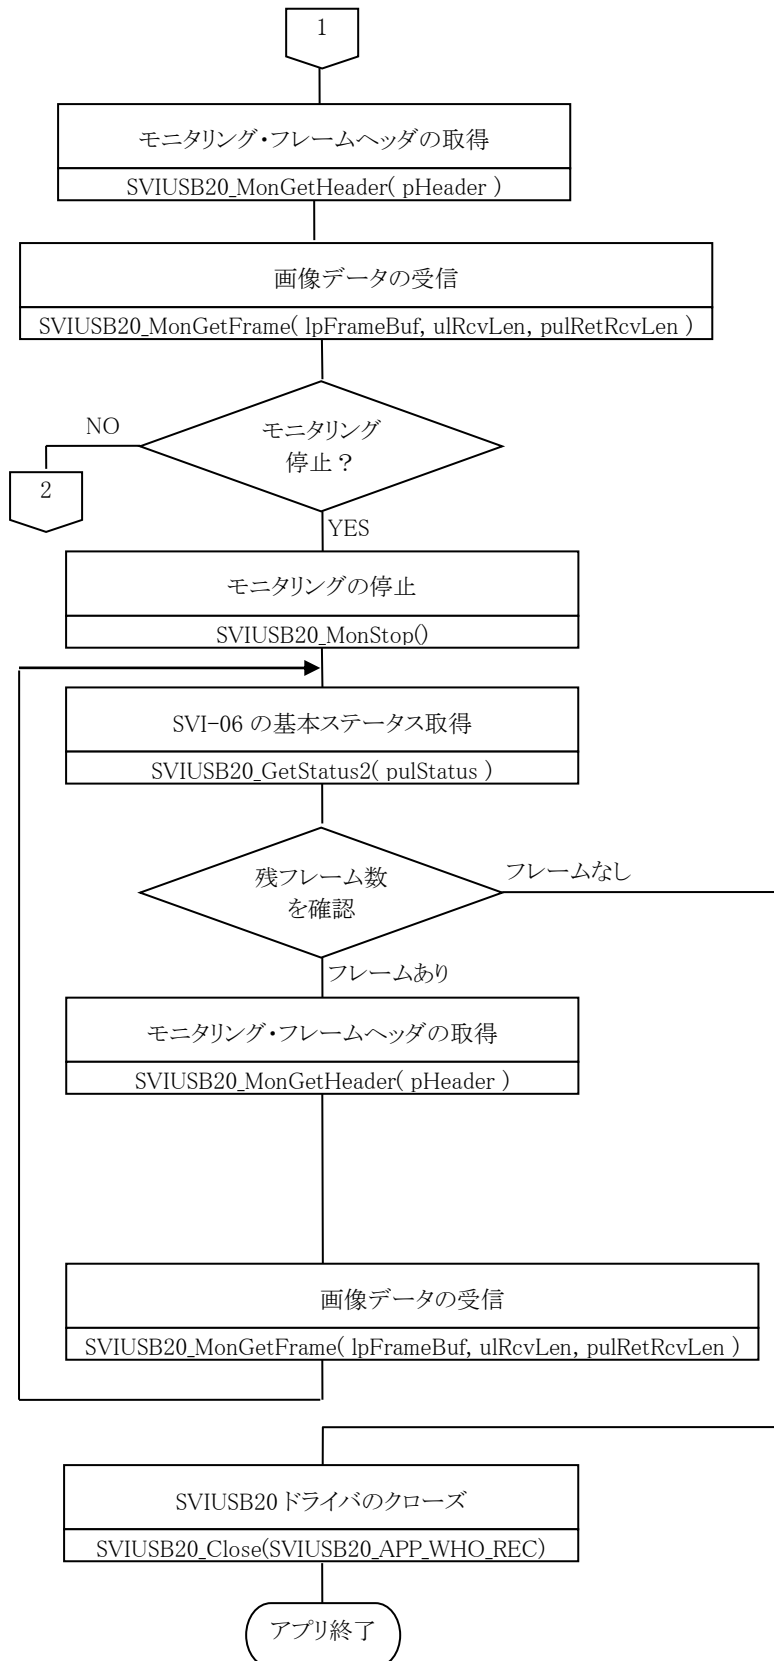 1
モニタリング・フレームヘッダの取得
SVIUSB20_MonGetHeader( pHeader )
画像データの受信
SVIUSB20_MonGetFrame( lpFrameBuf, ulRcvLen, pulRetRcvLen )
NO
モニタリング
停止？
2
YES
モニタリングの停止
SVIUSB20_MonStop()
SVI-06 の基本ステータス取得
SVIUSB20_GetStatus2( pulStatus )
残フレーム数
を確認
フレームなし
フレームあり
モニタリング・フレームヘッダの取得
SVIUSB20_MonGetHeader( pHeader )
画像データの受信
SVIUSB20_MonGetFrame( lpFrameBuf, ulRcvLen, pulRetRcvLen )
SVIUSB20 ドライバのクローズ
SVIUSB20_Close(SVIUSB20_APP_WHO_REC)
アプリ終了